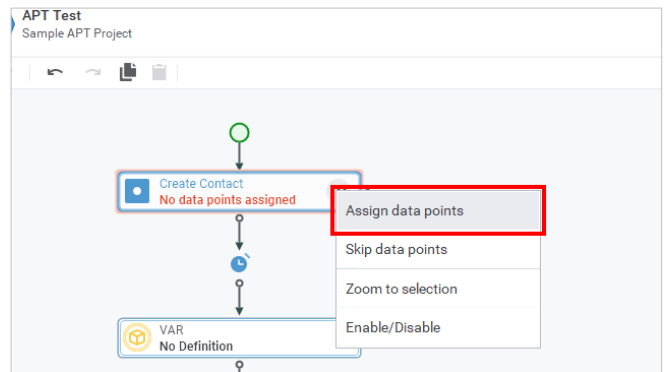 APT Test
Sample APT Project
Create Contact
No data points assigned
Assign data points
Skip data points
Zoom to selection
Enable/Disable
VAR
No Definition